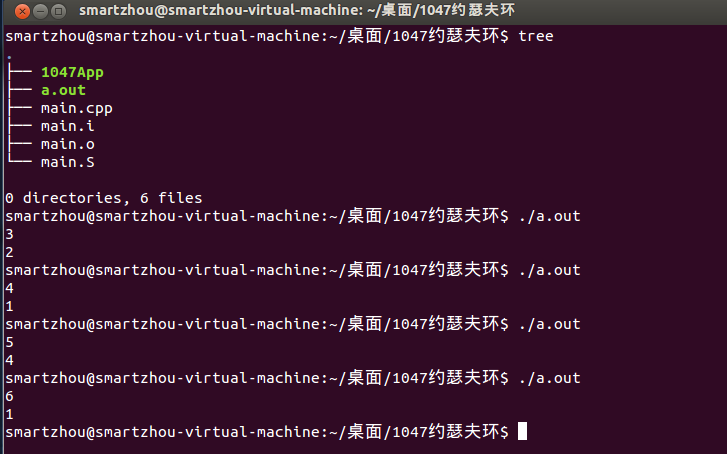 smartzhou@smartzhou-virtual-machine: ~/桌面/1047约瑟夫环
smartzhou@smartzhou-virtual-machine:~/桌面/1047约瑟夫环$ tree
.
├── 1047App
├── a.out
├── main.cpp
├── main.i
├── main.o
└── main.S
0 directories, 6 files
smartzhou@smartzhou-virtual-machine:~/桌面/1047约瑟夫环$ ./a.out
3
2
smartzhou@smartzhou-virtual-machine:~/桌面/1047约瑟夫环$ ./a.out
4
1
smartzhou@smartzhou-virtual-machine:~/桌面/1047约瑟夫环$ ./a.out
5
4
smartzhou@smartzhou-virtual-machine:~/桌面/1047约瑟夫环$ ./a.out
6
1
smartzhou@smartzhou-virtual-machine:~/桌面/1047约瑟夫环$